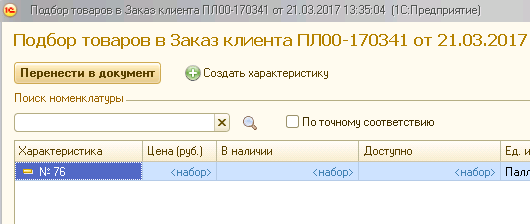 Подбор товаров в Заказ клиента ПЛ00-170341 от 21.03.2017 13:35:04 (1С:Предприятие)
Подбор товаров в Заказ клиента ПЛ00-170341 от 21.03.2017
Перенести в документ Создать характеристику
Поиск номенклатуры
По точному соответствию
Характеристика Цена (руб.) В наличии Доступно Ед. и
№ 76 <набор> <набор> <набор> Палл